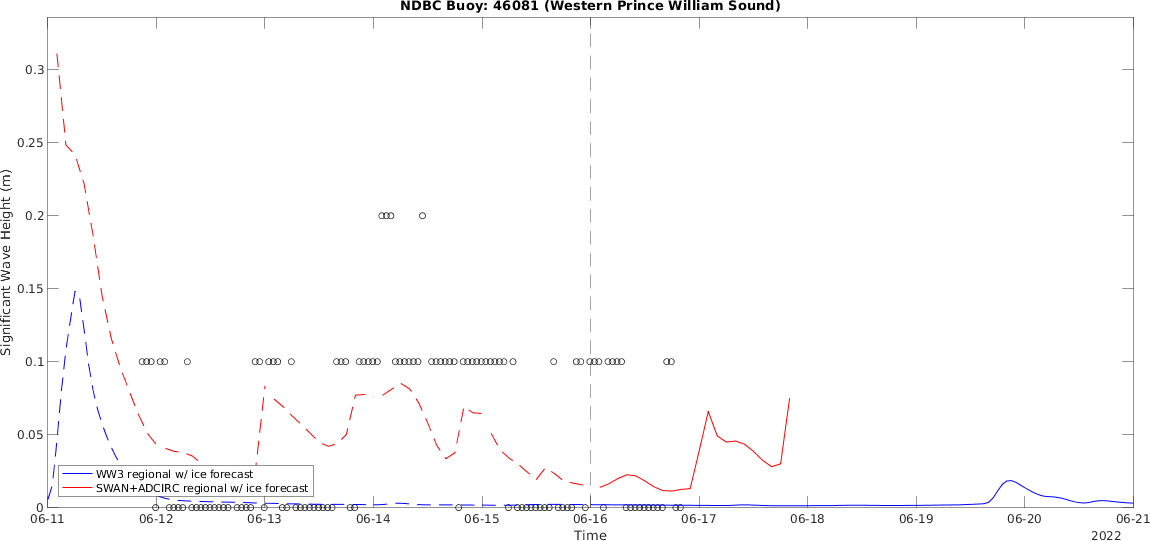 NDBC Buoy: 46081 (Western Prince William Sound)
Significant Wave Height (m)
0.3
0.25
0.2
0.15
0.1
0.05
0
WW3 regional w/ ice forecast
SWAN+ADCIRC regional w/ ice forecast
06-11 06-12 06-13 06-14 06-15 06-16 06-17 06-18 06-19 06-20 06-21
Time
2022